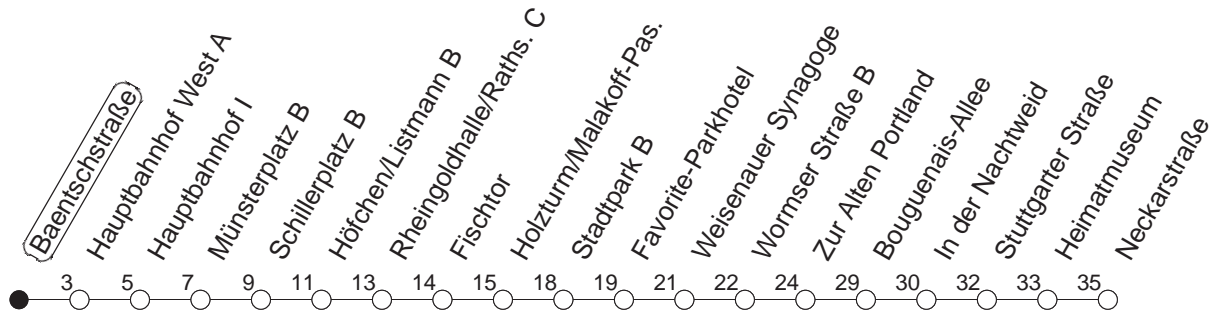 Baentschstraße
Hauptbahnhof West A
Hauptbahnhof I
Münsterplatz B
Schillerplatz B
Höfchen/Listmann B
Rheingoldhalle/Raths. C
Fischtor
Holzturm/Malakoff-Pas.
Stadtpark B
Favorite-Parkhotel
Weisenauer Synagoge
Wormser Straße B
Zur Alten Portland
Bouguenais-Allee
In der Nachtweid
Stuttgarter Straße
Heimatmuseum
Neckarstraße
3 5 7 9 11 13 14 15 18 19 21 22 24 29 30 32 33 35